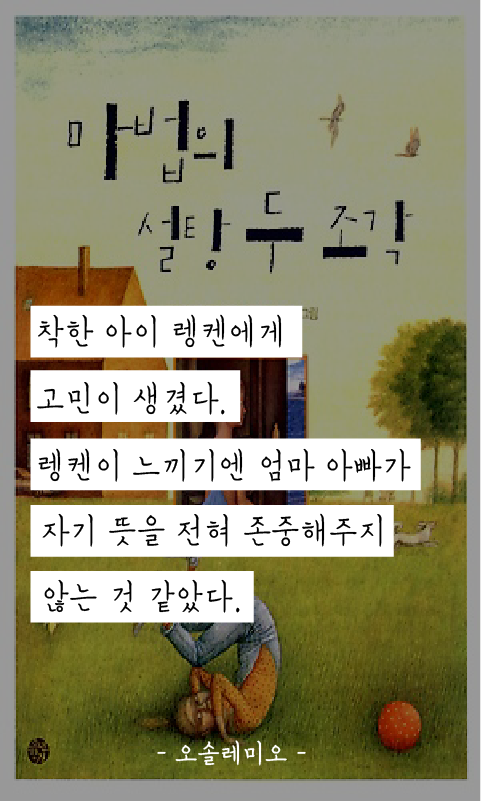 마법의
설탕 두 조각
착한 아이 렝켄에게
고민이 생겼다.
렝켄이 느끼기엔 엄마 아빠가
자기 뜻을 전혀 존중해주지
않는 것 같았다.
- 오솔레미오 -